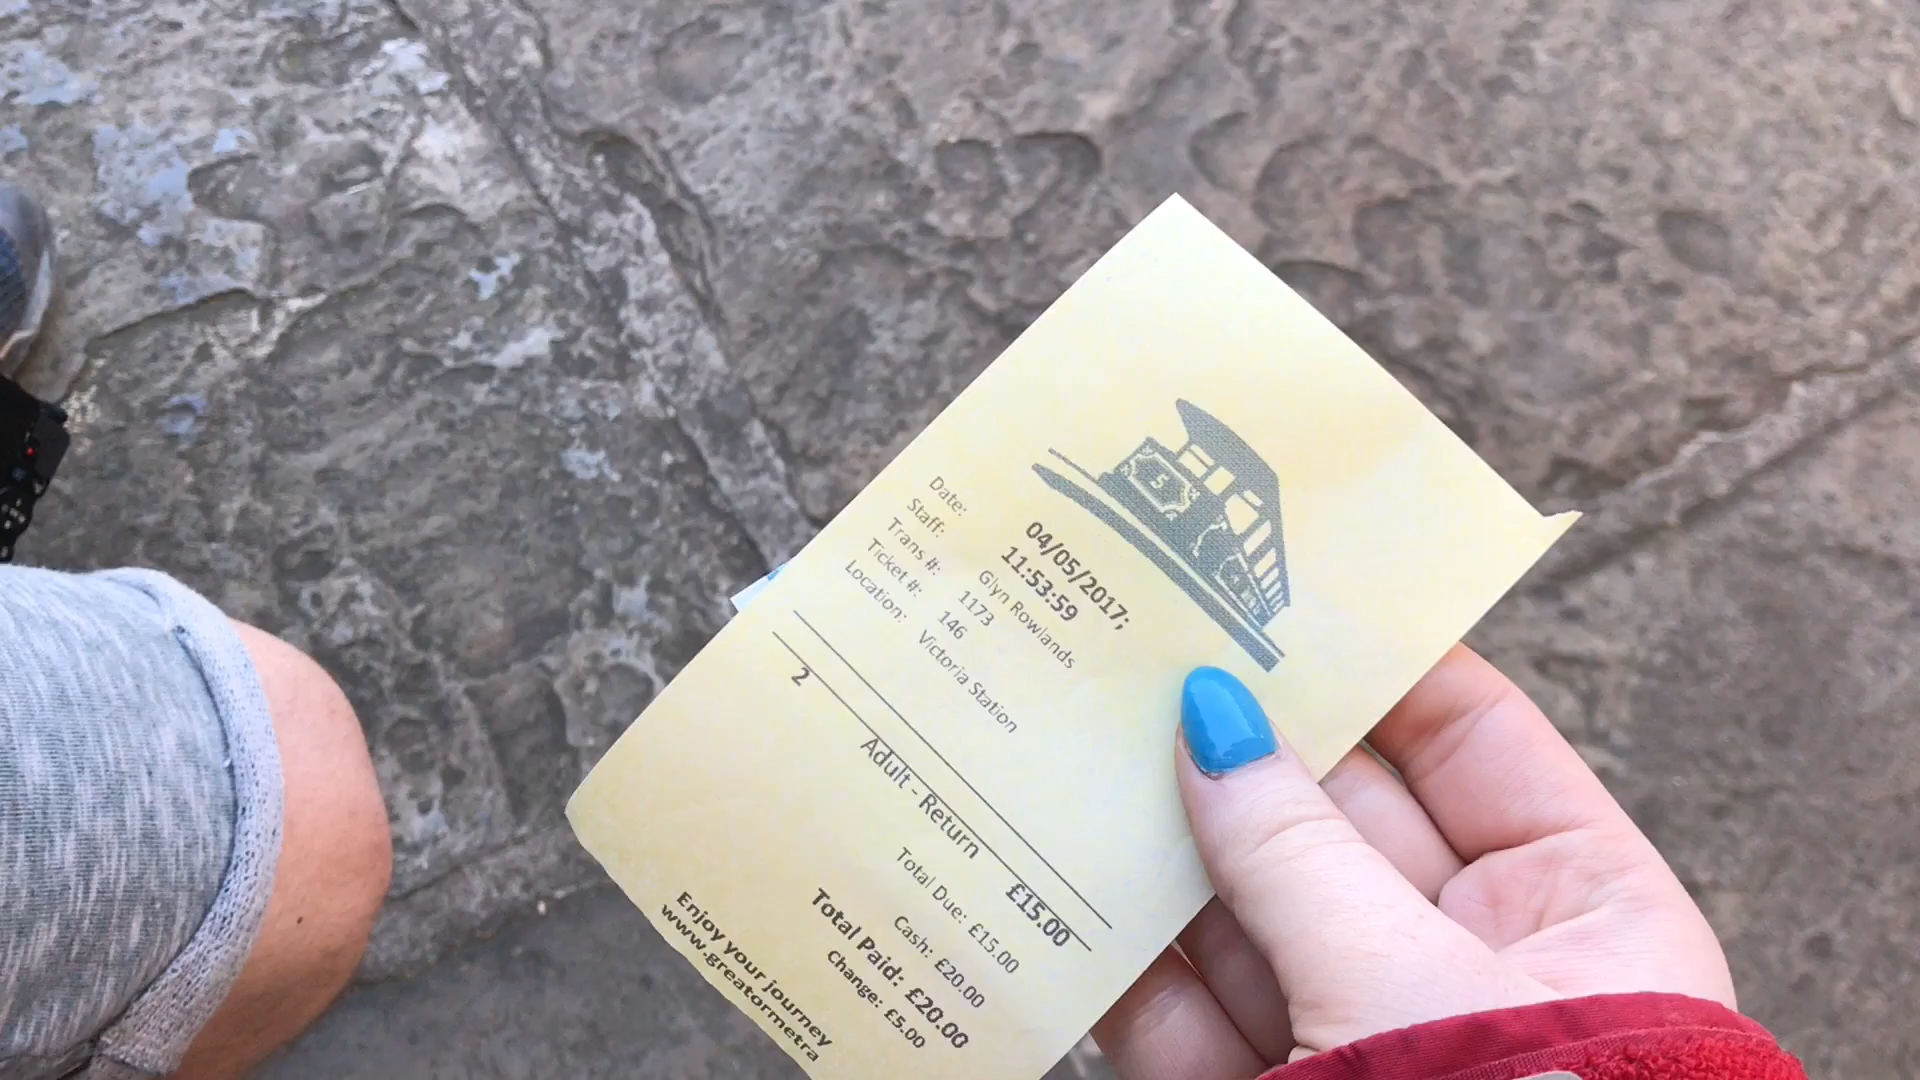 5
Date: 04/05/2017;
11:53:59
Staff: Glyn Rowlands
Trans #: 1173
Ticket #: 146
Location: Victoria Station
2 Adult - Return £15.00
Total Due: £15.00
Cash: £20.00
Total Paid: £20.00
Change: £5.00
Enjoy your journey
www.greatormetra